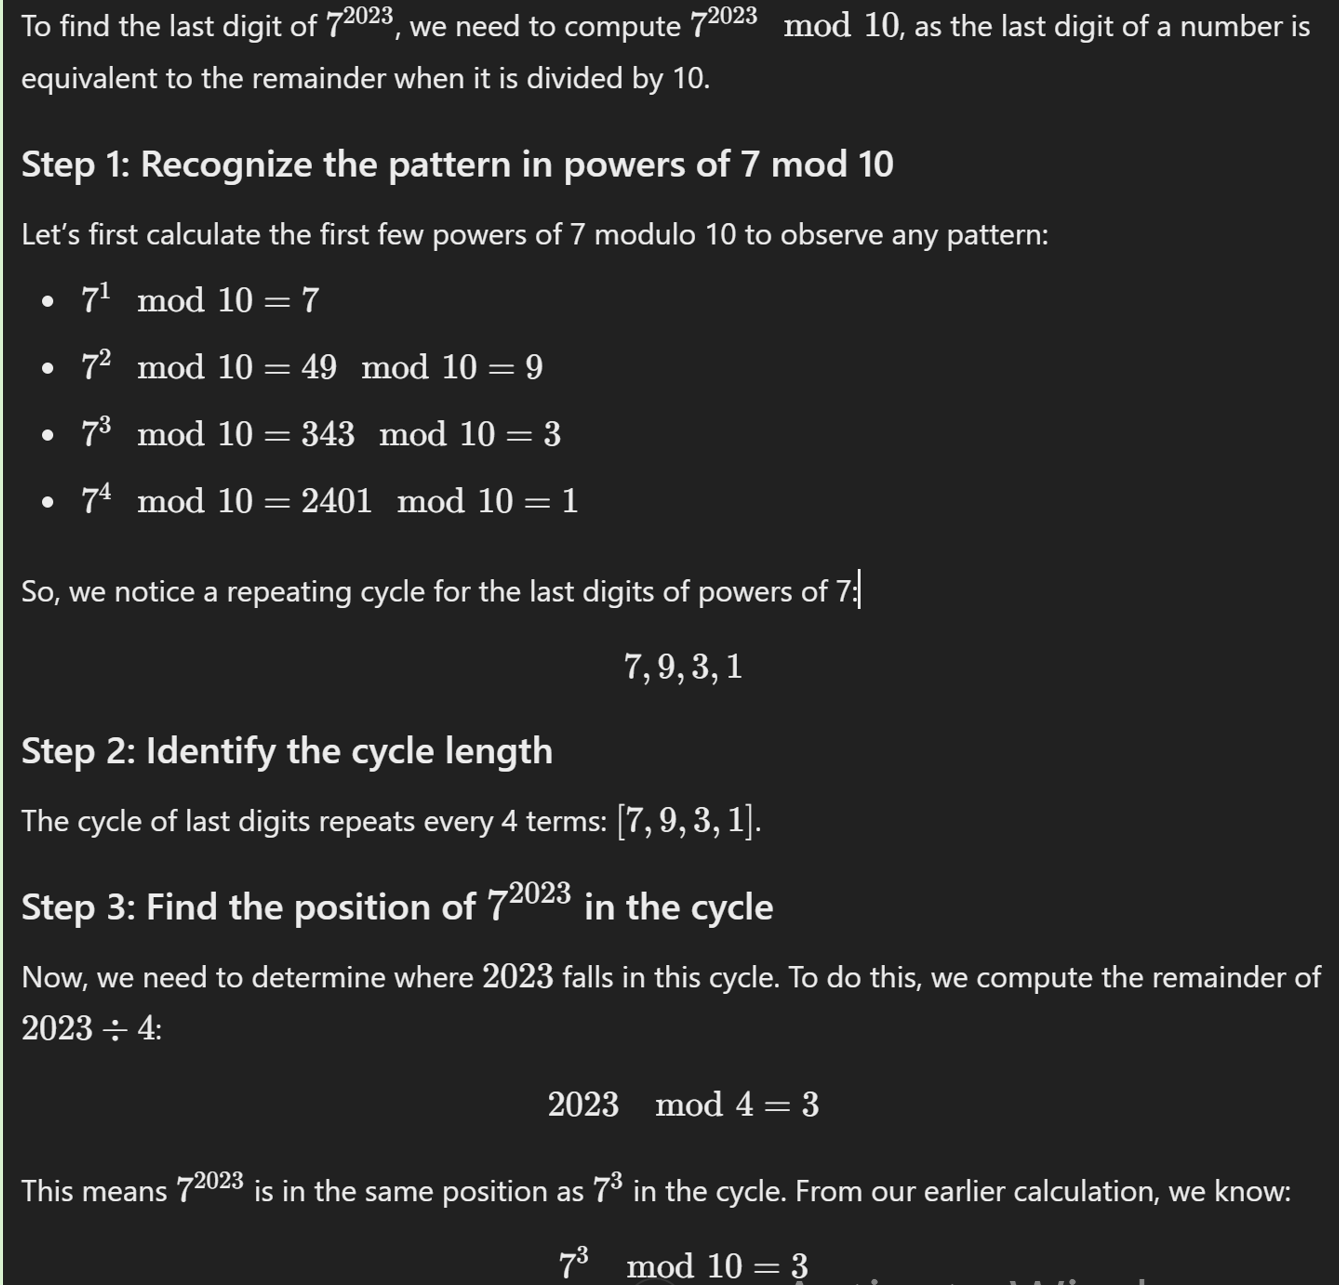 To find the last digit of 7^2023, we need to compute 7^2023 mod 10, as the last digit of a number is
equivalent to the remainder when it is divided by 10.
Step 1: Recognize the pattern in powers of 7 mod 10
Let’s first calculate the first few powers of 7 modulo 10 to observe any pattern:
• 7^1 mod 10 = 7
• 7^2 mod 10 = 49 mod 10 = 9
• 7^3 mod 10 = 343 mod 10 = 3
• 7^4 mod 10 = 2401 mod 10 = 1
So, we notice a repeating cycle for the last digits of powers of 7:
7, 9, 3, 1
Step 2: Identify the cycle length
The cycle of last digits repeats every 4 terms: [7, 9, 3, 1].
Step 3: Find the position of 7^2023 in the cycle
Now, we need to determine where 2023 falls in this cycle. To do this, we compute the remainder of
2023 ÷ 4:
2023 mod 4 = 3
This means 7^2023 is in the same position as 7^3 in the cycle. From our earlier calculation, we know:
7^3 mod 10 = 3